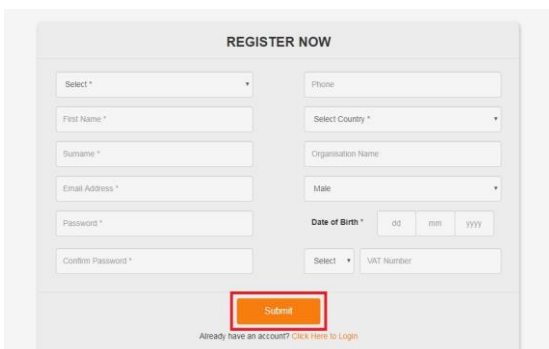 REGISTER NOW
Select *
Phone
First Name *
Select Country *
Surname *
Organisation Name
Email Address *
Male
Password *
Date of Birth * dd mm yyyy
Confirm Password *
Select VAT Number
Submit
Already have an account? Click Here to Login